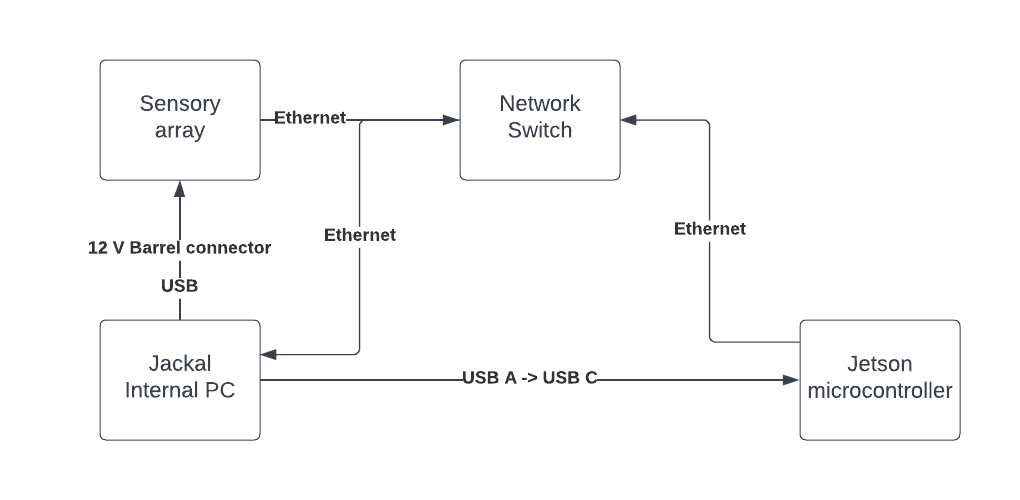 Sensory
array
Ethernet
Network
Switch
12 V Barrel connector
USB
Ethernet
Ethernet
Jackal
Internal PC
USB A -> USB C
Jetson
microcontroller